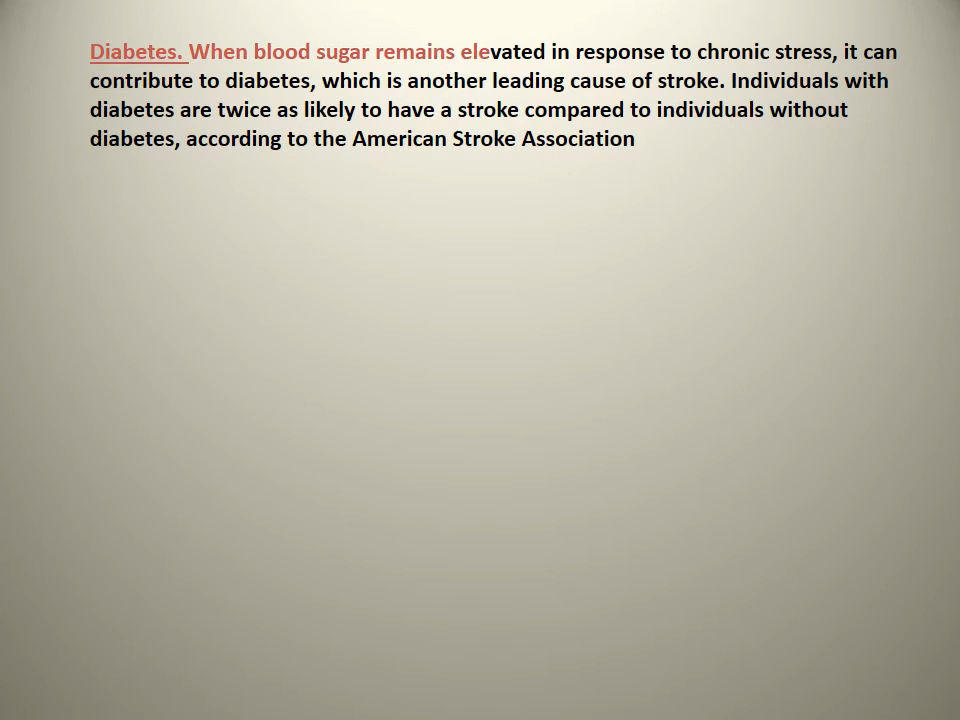 Diabetes. When blood sugar remains elevated in response to chronic stress, it can
contribute to diabetes, which is another leading cause of stroke. Individuals with
diabetes are twice as likely to have a stroke compared to individuals without
diabetes, according to the American Stroke Association